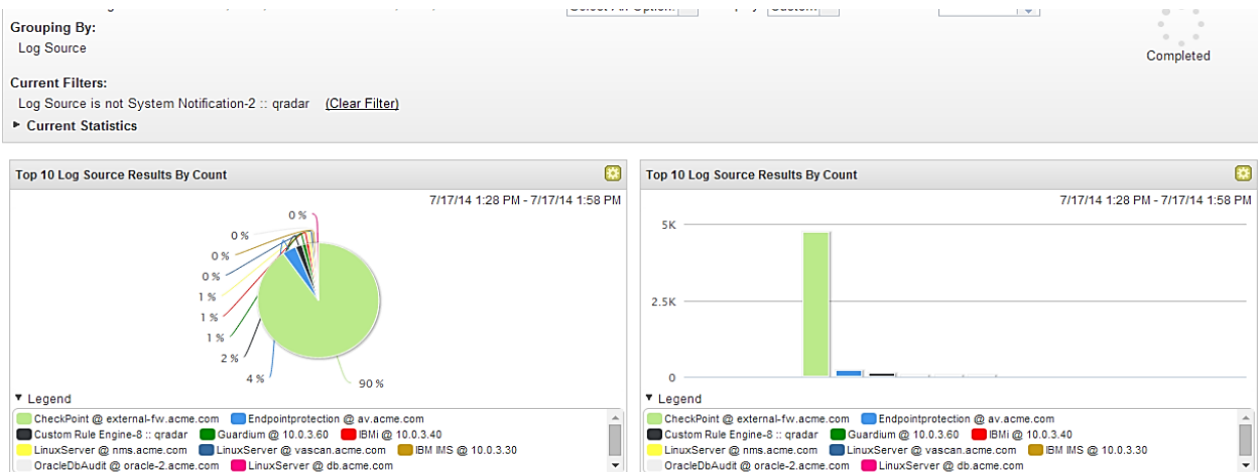 Grouping By:
Log Source
Completed
Current Filters:
Log Source is not System Notification-2 :: qradar (Clear Filter)
Current Statistics
Top 10 Log Source Results By Count
7/17/14 1:28 PM - 7/17/14 1:58 PM
0 %
0 %
0 %
0 %
1 %
1 %
1 %
2 %
4 %
90 %
Legend
CheckPoint @ external-fw.acme.com Endpointprotection @ av.acme.com
Custom Rule Engine-8 :: qradar Guardium @ 10.0.3.60 IBMi @ 10.0.3.40
LinuxServer @ nms.acme.com LinuxServer @ vascan.acme.com IBM IMS @ 10.0.3.30
OracleDbAudit @ oracle-2.acme.com LinuxServer @ db.acme.com
Top 10 Log Source Results By Count
7/17/14 1:28 PM - 7/17/14 1:58 PM
5K
2.5K
0
Legend
CheckPoint @ external-fw.acme.com Endpointprotection @ av.acme.com
Custom Rule Engine-8 :: qradar Guardium @ 10.0.3.60 IBMi @ 10.0.3.40
LinuxServer @ nms.acme.com LinuxServer @ vascan.acme.com IBM IMS @ 10.0.3.30
OracleDbAudit @ oracle-2.acme.com LinuxServer @ db.acme.com